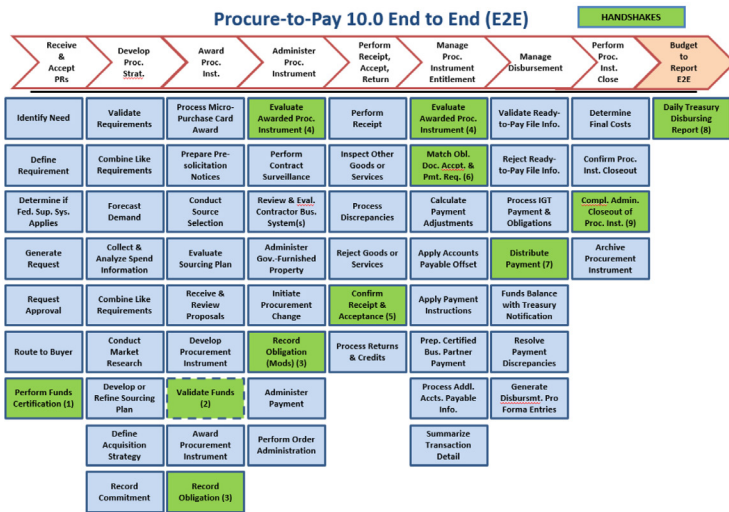 Procure-to-Pay 10.0 End to End (E2E)
HANDSHAKES
Receive
&
Accept
PRs
Develop
Proc.
Strat.
Award
Proc.
Inst.
Administer
Proc.
Instrument
Perform
Receipt,
Accept,
Return
Manage
Proc.
Instrument
Entitlement
Manage
Disbursement
Perform
Proc.
Inst.
Close
Budget
to
Report
E2E
Identify Need
Define
Requirement
Determine if
Fed. Sup. Sys.
Applies
Generate
Request
Request
Approval
Route to Buyer
Perform Funds
Certification (1)
Validate
Requirements
Combine Like
Requirements
Forecast
Demand
Collect &
Analyze Spend
Information
Combine Like
Requirements
Conduct
Market
Research
Develop or
Refine Sourcing
Plan
Define
Acquisition
Strategy
Record
Commitment
Process Micro-
Purchase Card
Award
Prepare Pre-
solicitation
Notices
Conduct
Source
Selection
Evaluate
Sourcing Plan
Receive &
Review
Proposals
Develop
Procurement
Instrument
Validate Funds
(2)
Award
Procurement
Instrument
Record
Obligation (3)
Evaluate
Awarded Proc.
Instrument (4)
Perform
Contract
Surveillance
Review & Eval.
Contractor Bus.
System(s)
Administer
Gov.-Furnished
Property
Initiate
Procurement
Change
Record
Obligation
(Mods) (3)
Administer
Payment
Perform Order
Administration
Perform
Receipt
Inspect Other
Goods or
Services
Process
Discrepancies
Reject Goods or
Services
Confirm
Receipt &
Acceptance (5)
Process Returns
& Credits
Evaluate
Awarded Proc.
Instrument (4)
Match Obl.
Doc. Accpt. &
Pmt. Req. (6)
Calculate
Payment
Adjustments
Apply Accounts
Payable Offset
Apply Payment
Instructions
Prep. Certified
Bus. Partner
Payment
Process Addl.
Accts. Payable
Info.
Summarize
Transaction
Detail
Validate Ready-
to-Pay File Info.
Reject Ready-
to-Pay File Info.
Process IGT
Payment &
Obligations
Distribute
Payment (7)
Funds Balance
with Treasury
Notification
Resolve
Payment
Discrepancies
Generate
Disbursmt. Pro
Forma Entries
Determine
Final Costs
Confirm Proc.
Inst. Closeout
Compl. Admin.
Closeout of
Proc. Inst. (9)
Archive
Procurement
Instrument
Daily Treasury
Disbursing
Report (8)